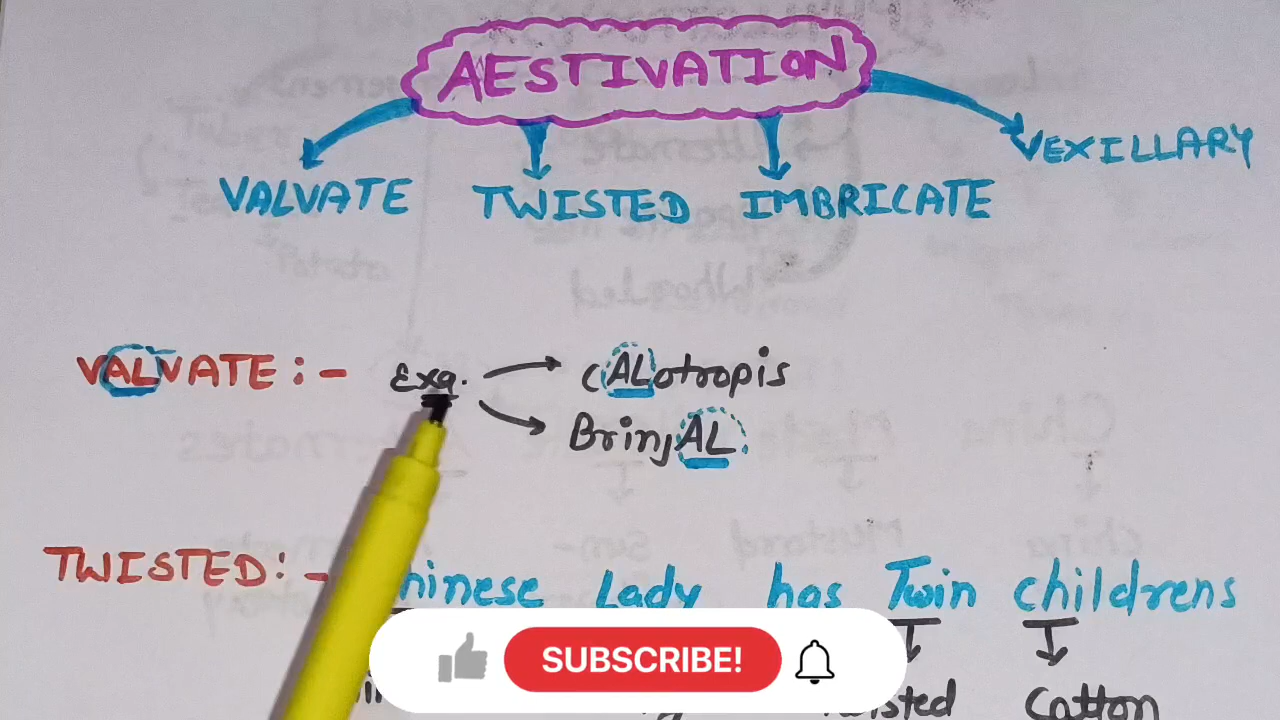 AESTIVATION
VALVATE TWISTED IMBRICATE VEXILLARY
VALVATE :- Exa. cALotropis
BrinjAL.
TWISTED :- hinese Lady has Twin childrens
SUBSCRIBE!
Cotton